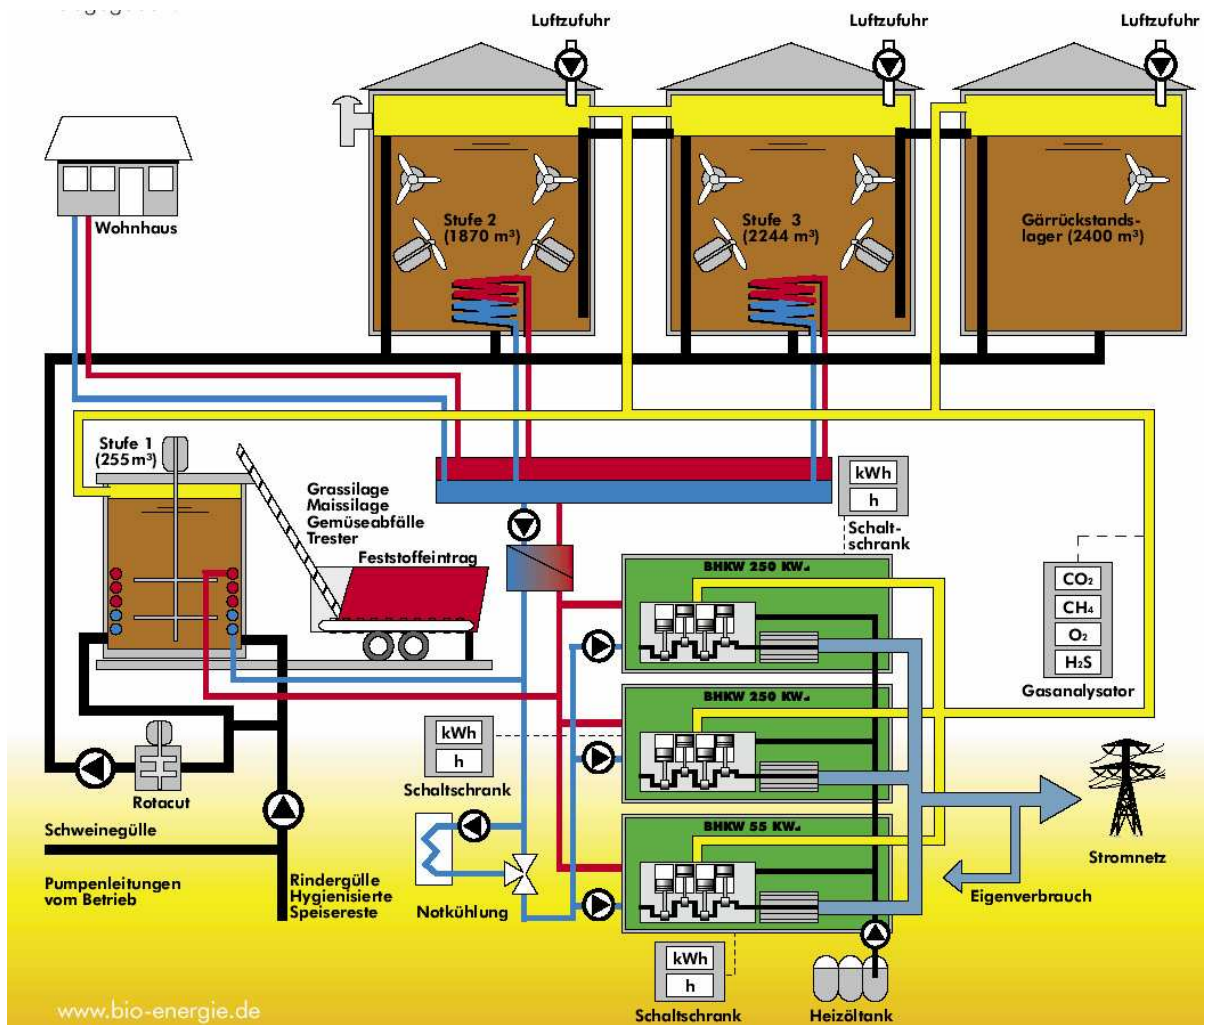 Luftzufuhr
Luftzufuhr
Luftzufuhr
Wohnhaus
Stufe 2
(1870 m³)
Stufe 3
(2244 m³)
Gärrückstands-
lager (2400 m³)
Stufe 1
(255 m³)
Grassilage
Maissilage
Gemüseabfälle
Trester
Feststoffeintrag
kWh
h
Schalt-
schrank
BHKW 250 KW
CO₂
CH₄
O₂
H₂S
Gasanalysator
BHKW 250 KW
kWh
h
Schaltschrank
Rotacut
Schweinegülle
Pumpenleitungen
vom Betrieb
Rindergülle
Hygienisierte
Speisereste
Notkühlung
BHKW 55 KW
Stromnetz
Eigenverbrauch
kWh
h
Schaltschrank
Heizöltank
www.bio-energie.de